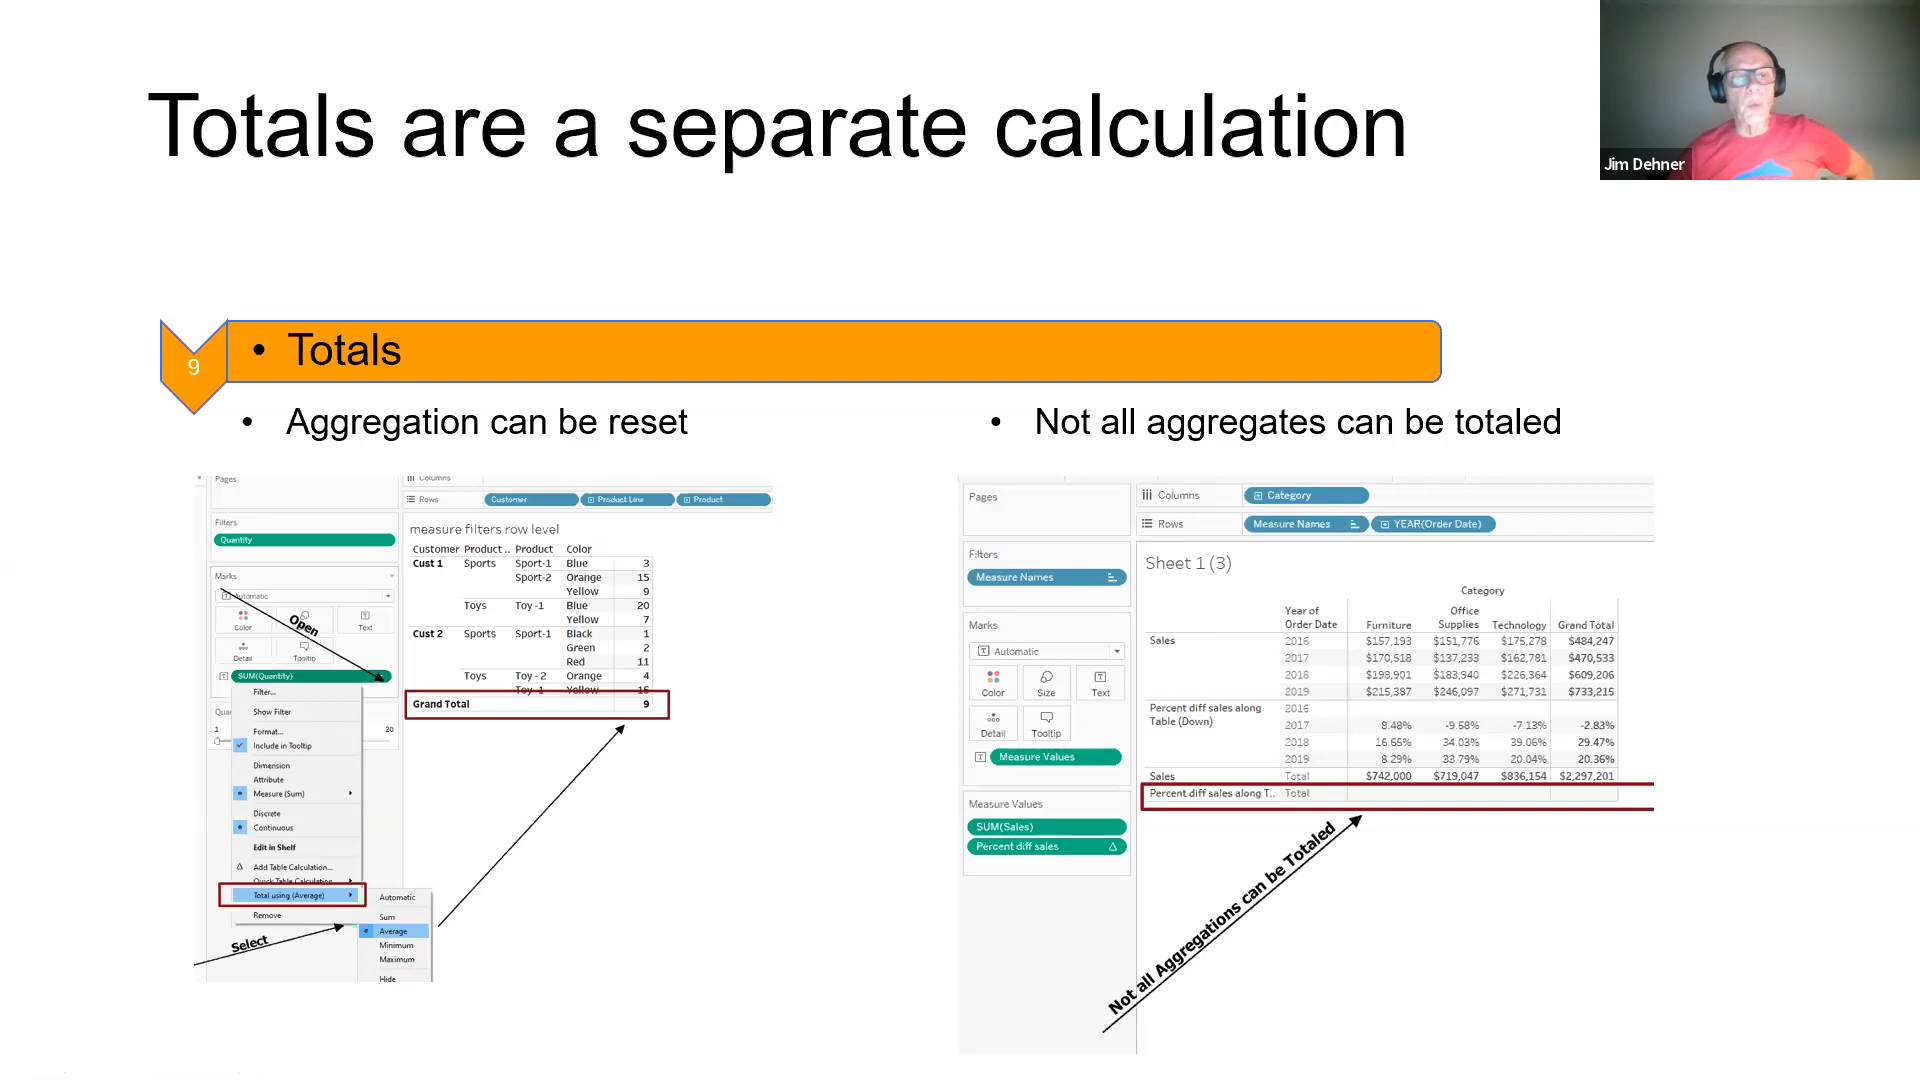 Totals are a separate calculation
Jim Dehner
9
• Totals
• Aggregation can be reset
• Not all aggregates can be totaled
Pages
Columns
Rows Customer Product Line Product
Filters
Quantity
Marks
Automatic
Color Text
Detail Tooltip
SUM(Quantity)
Open
1 20
Filter...
Show Filter
Format...
Include in Tooltip
Dimension
Attribute
Measure (Sum)
Discrete
Continuous
Edit in Shelf
Add Table Calculation...
Quick Table Calculation
Total using (Average)
Remove
Select
Automatic
Sum
Average
Minimum
Maximum
Hide
measure filters row level
Customer Product .. Product Color
Cust 1 Sports Sport-1 Blue 3
Sport-2 Orange 15
Yellow 9
Toys Toy -1 Blue 20
Yellow 7
Cust 2 Sports Sport-1 Black 1
Green 2
Red 11
Toys Toy - 2 Orange 4
Toy-1 Yellow 15
Grand Total 9
Pages
Columns Category
Rows Measure Names YEAR(Order Date)
Filters
Measure Names
Marks
Automatic
Color Size Text
Detail Tooltip
Measure Values
Measure Values
SUM(Sales)
Percent diff sales
Sheet 1 (3)
Category
Year of
Order Date Furniture Office
Supplies Technology Grand Total
Sales 2016 $157,193 $151,776 $175,278 $484,247
2017 $170,518 $137,233 $162,781 $470,533
2018 $198,901 $183,940 $226,364 $609,206
2019 $215,387 $246,097 $271,731 $733,215
Percent diff sales along
Table (Down) 2016
2017 8.48% -9.58% -7.13% -2.83%
2018 16.65% 34.03% 39.06% 29.47%
2019 8.29% 33.79% 20.04% 20.36%
Sales Total $742,000 $719,047 $836,154 $2,297,201
Percent diff sales along T.. Total
Not all Aggregations can be Totaled